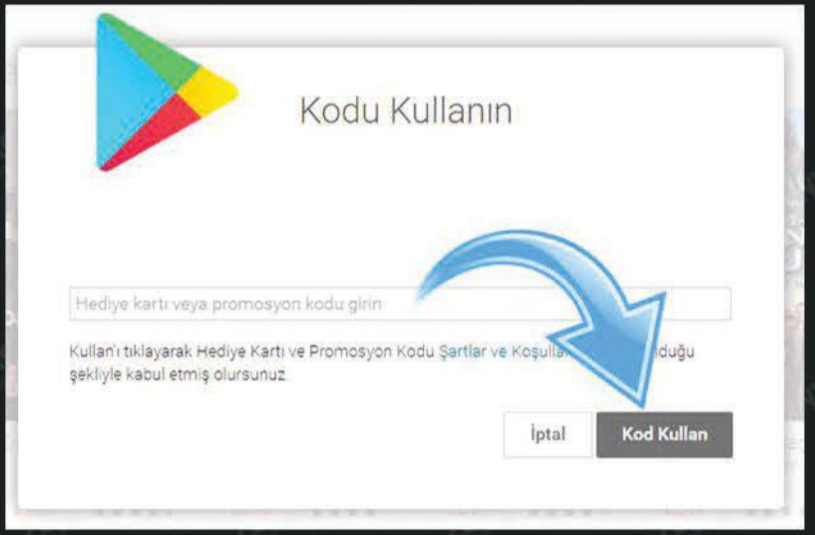 Kodu Kullanın
Hediye kartı veya promosyon kodu girin
Kullan'ı tıklayarak Hediye Kartı ve Promosyon Kodu Şartlar ve Koşullar
şekliyle kabul etmiş olursunuz.
İptal
Kod Kullan